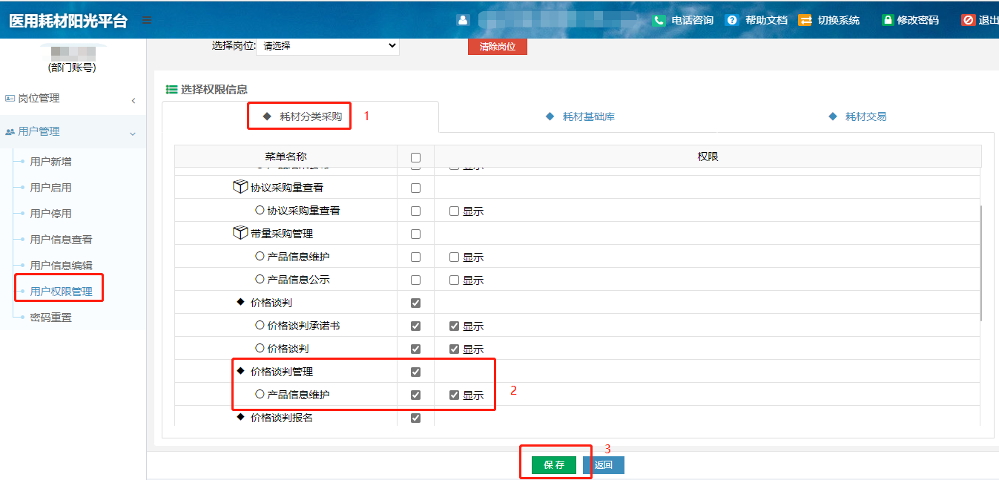 医用耗材阳光平台
电话咨询 帮助文档 切换系统 修改密码 退出
(部门账号)
岗位管理
用户管理
用户新增
用户启用
用户停用
用户信息查看
用户信息编辑
用户权限管理
密码重置
选择岗位: 请选择 清除岗位
选择权限信息
耗材分类采购 1 耗材基础库 耗材交易
菜单名称 权限
协议采购量查看
协议采购量查看 显示
带量采购管理
产品信息维护 显示
产品信息公示 显示
价格谈判
价格谈判承诺书 显示
价格谈判 显示
价格谈判管理
产品信息维护 显示 2
价格谈判报名
保存 返回 3